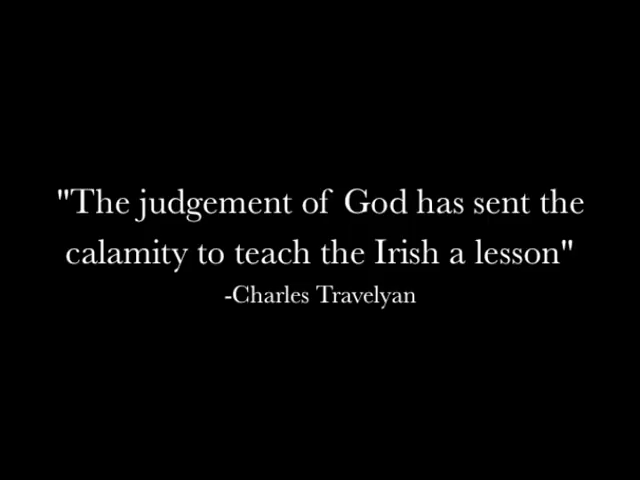 "The judgement of God has sent the
calamity to teach the Irish a lesson"
-Charles Travelyan